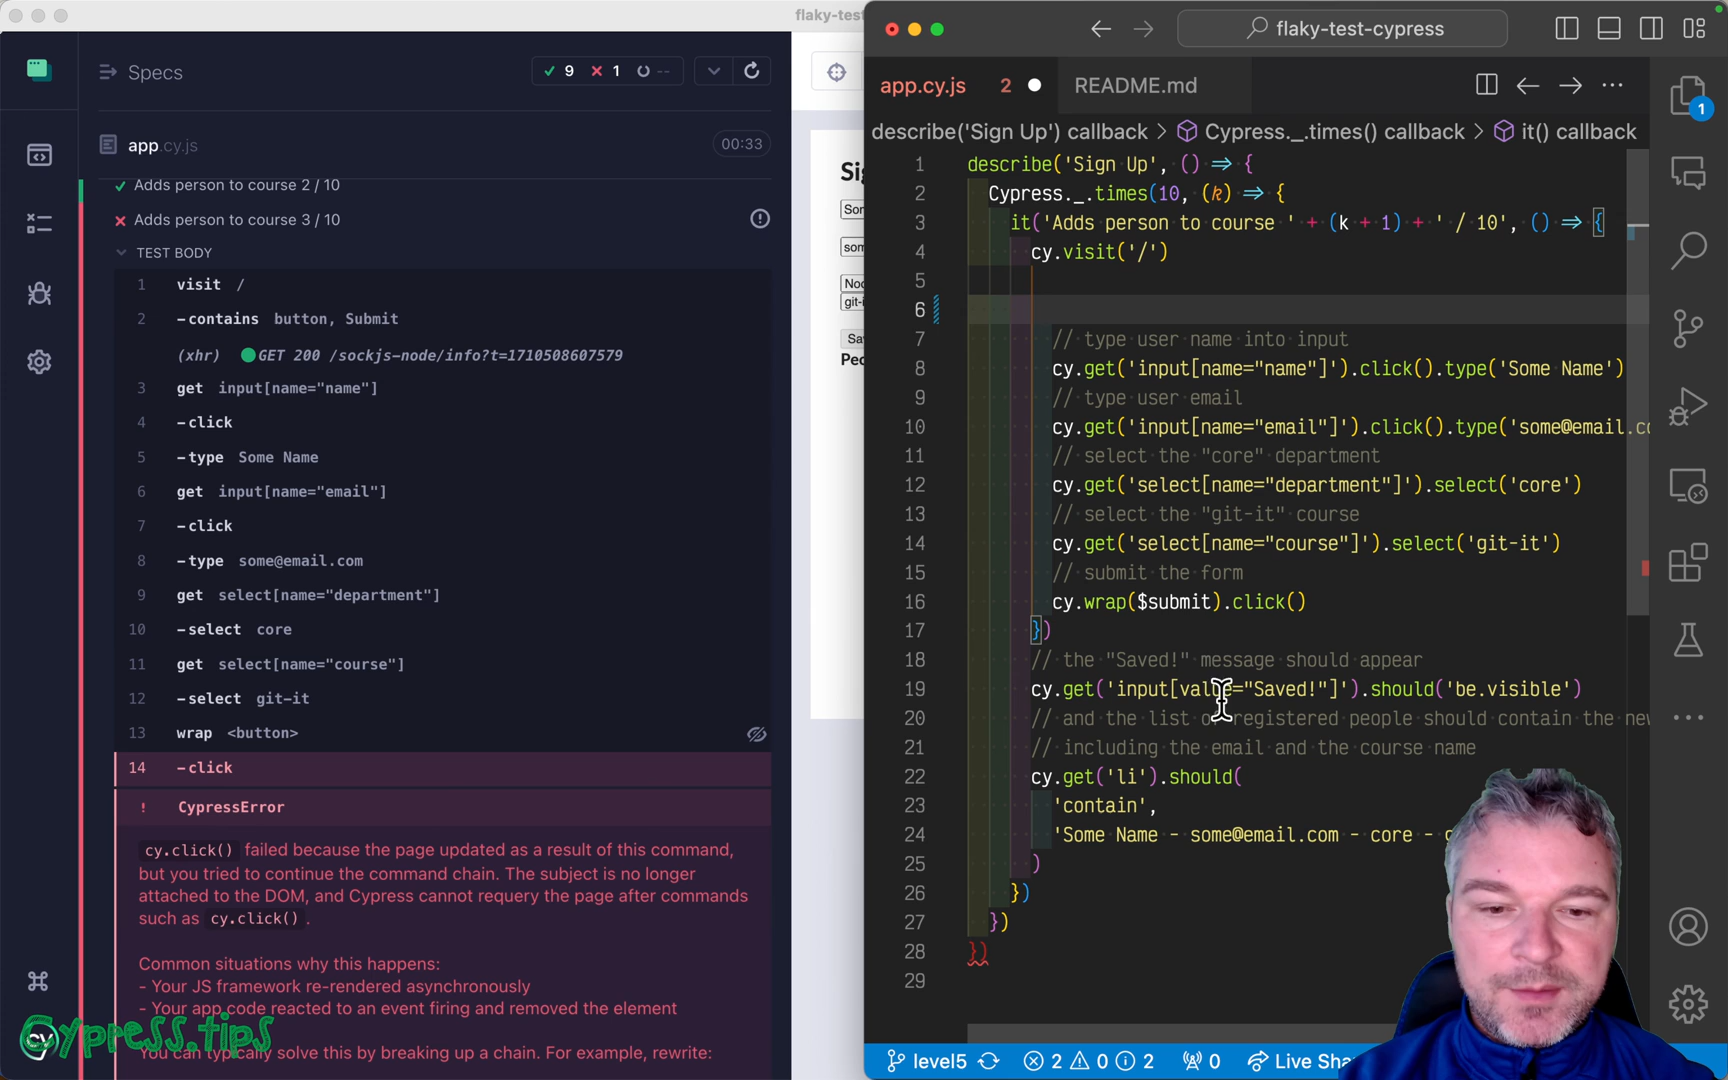 flaky-test
Specs
9 1 --
app.cy.js 00:33
Adds person to course 2 / 10
Adds person to course 3 / 10
TEST BODY
1 visit /
2 -contains button, Submit
(xhr) GET 200 /sockjs-node/info?t=1710508607579
3 get input[name="name"]
4 -click
5 -type Some Name
6 get input[name="email"]
7 -click
8 -type some@email.com
9 get select[name="department"]
10 -select core
11 get select[name="course"]
12 -select git-it
13 wrap <button>
14 -click
! CypressError
cy.click() failed because the page updated as a result of this command,
but you tried to continue the command chain. The subject is no longer
attached to the DOM, and Cypress cannot requery the page after commands
such as cy.click().
Common situations why this happens:
- Your JS framework re-rendered asynchronously
- Your app code reacted to an event firing and removed the element
You can typically solve this by breaking up a chain. For example, rewrite:
cy
Cypress.tips
Sig
Som
som
Nod
git-i
Sa
Peo
flaky-test-cypress
app.cy.js 2
README.md
1
describe('Sign Up') callback > Cypress._.times() callback > it() callback
1 describe('Sign Up', () => {
2 Cypress._.times(10, (k) => {
3 it('Adds person to course ' + (k + 1) + ' / 10', () => {
4 cy.visit('/')
5
6
7 // type user name into input
8 cy.get('input[name="name"]').click().type('Some Name')
9 // type user email
10 cy.get('input[name="email"]').click().type('some@email.co
11 // select the "core" department
12 cy.get('select[name="department"]').select('core')
13 // select the "git-it" course
14 cy.get('select[name="course"]').select('git-it')
15 // submit the form
16 cy.wrap($submit).click()
17 })
18 // the "Saved!" message should appear
19 cy.get('input[value="Saved!"]').should('be.visible')
20 // and the list of registered people should contain the new
21 // including the email and the course name
22 cy.get('li').should(
23 'contain',
24 'Some Name - some@email.com - core -
25 )
26 })
27 })
28 })
29
level5 2 0 2 0 Live Sha